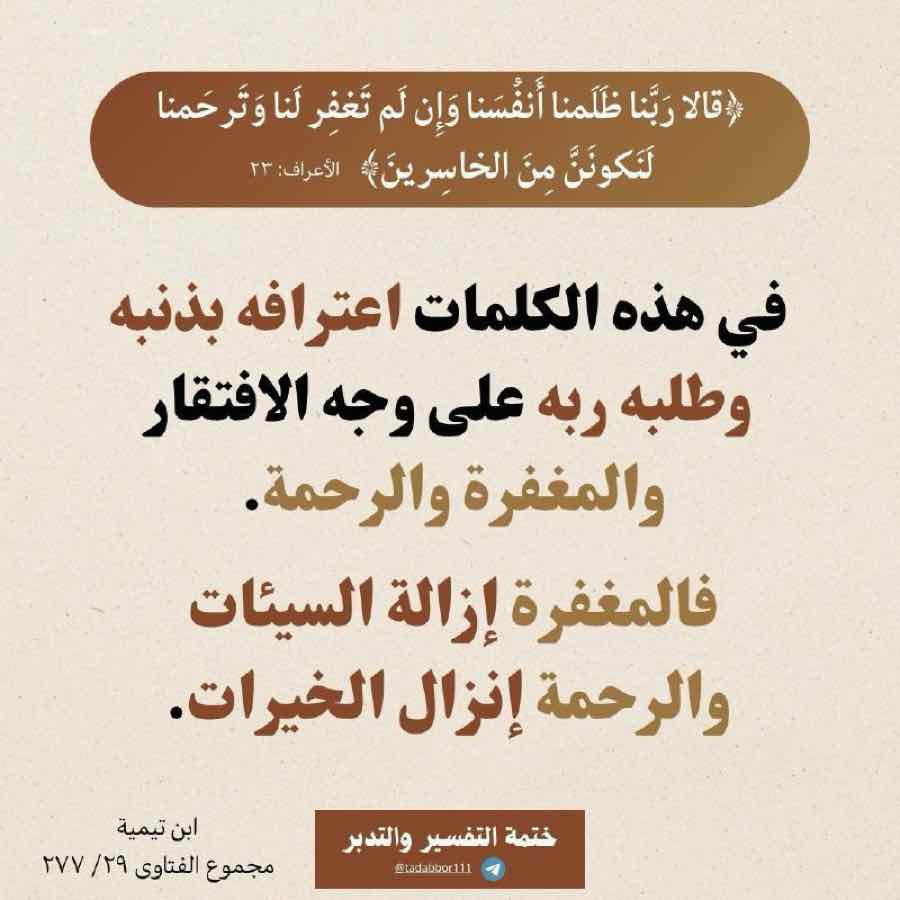 ﴿قالا رَبَّنا ظَلَمنا أَنفُسَنا وَإِن لَم تَغفِر لَنا وَتَرحَمنا
لَنَكونَنَّ مِنَ الخاسِرينَ﴾ الأعراف: ٢٣
في هذه الكلمات اعترافه بذنبه
وطلبه ربه على وجه الافتقار
والمغفرة والرحمة.
فالمغفرة إزالة السيئات
والرحمة إنزال الخيرات.
ختمة التفسير والتدبر
@tadabbor111
ابن تيمية
مجموع الفتاوى ٢٩/ ٢٧٧